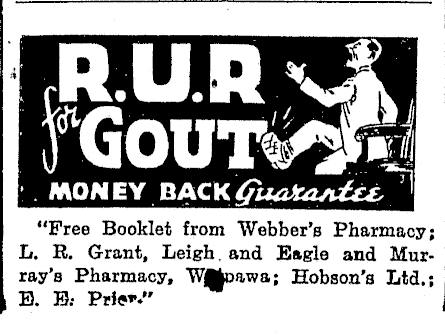 R.U.R
for
GOUT
MONEY BACK Guarantee
"Free Booklet from Webber's Pharmacy;
L. R. Grant, Leigh and Eagle and Mur-
ray's Pharmacy, Hobson's Ltd.;
E. E. Prior."